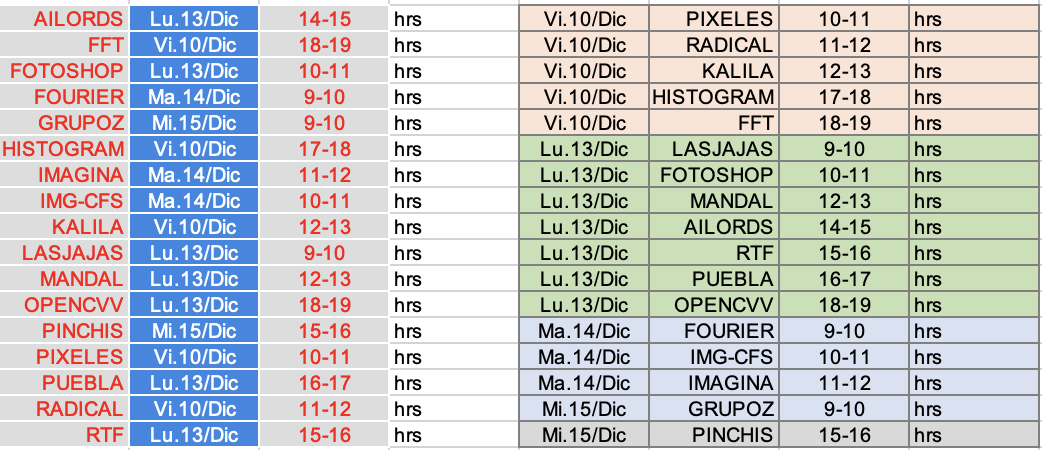 AILORDS Lu.13/Dic 14-15 hrs Vi.10/Dic PIXELES 10-11 hrs
FFT Vi.10/Dic 18-19 hrs Vi.10/Dic RADICAL 11-12 hrs
FOTOSHOP Lu.13/Dic 10-11 hrs Vi.10/Dic KALILA 12-13 hrs
FOURIER Ma.14/Dic 9-10 hrs Vi.10/Dic HISTOGRAM 17-18 hrs
GRUPOZ Mi.15/Dic 9-10 hrs Vi.10/Dic FFT 18-19 hrs
HISTOGRAM Vi.10/Dic 17-18 hrs Lu.13/Dic LASJAJAS 9-10 hrs
IMAGINA Ma.14/Dic 11-12 hrs Lu.13/Dic FOTOSHOP 10-11 hrs
IMG-CFS Ma.14/Dic 10-11 hrs Lu.13/Dic MANDAL 12-13 hrs
KALILA Vi.10/Dic 12-13 hrs Lu.13/Dic AILORDS 14-15 hrs
LASJAJAS Lu.13/Dic 9-10 hrs Lu.13/Dic RTF 15-16 hrs
MANDAL Lu.13/Dic 12-13 hrs Lu.13/Dic PUEBLA 16-17 hrs
OPENCVV Lu.13/Dic 18-19 hrs Lu.13/Dic OPENCVV 18-19 hrs
PINCHIS Mi.15/Dic 15-16 hrs Ma.14/Dic FOURIER 9-10 hrs
PIXELES Vi.10/Dic 10-11 hrs Ma.14/Dic IMG-CFS 10-11 hrs
PUEBLA Lu.13/Dic 16-17 hrs Ma.14/Dic IMAGINA 11-12 hrs
RADICAL Vi.10/Dic 11-12 hrs Mi.15/Dic GRUPOZ 9-10 hrs
RTF Lu.13/Dic 15-16 hrs Mi.15/Dic PINCHIS 15-16 hrs